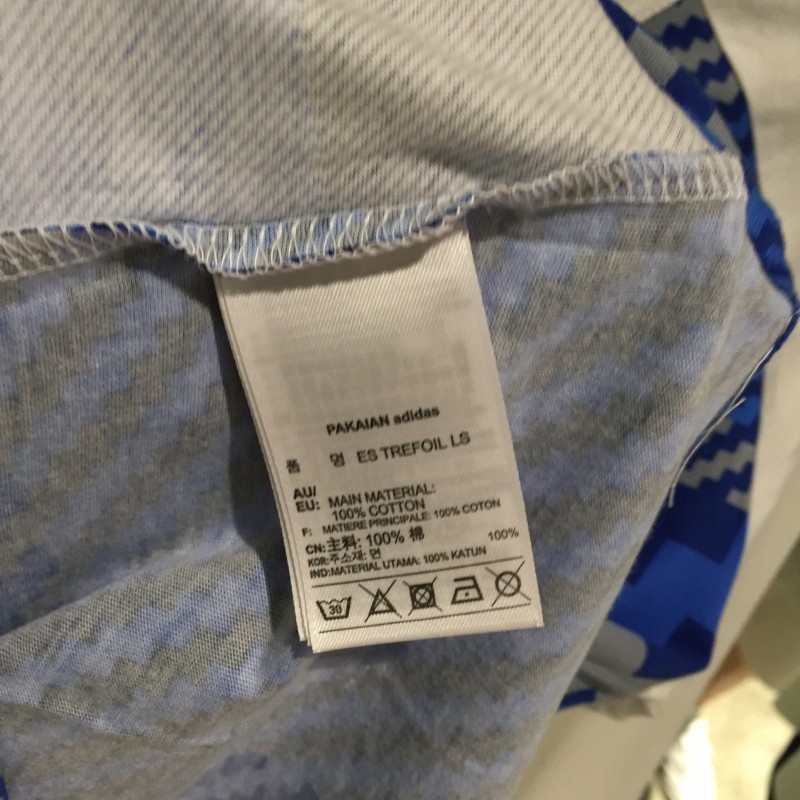 PAKAIAN adidas
품 명 ES TREFOIL LS
AU/
EU: MAIN MATERIAL:
100% COTTON
F: MATIERE PRINCIPALE: 100% COTON
CN:主料: 100% 棉
KOR:주소재: 면 100%
IND:MATERIAL UTAMA: 100% KATUN
30